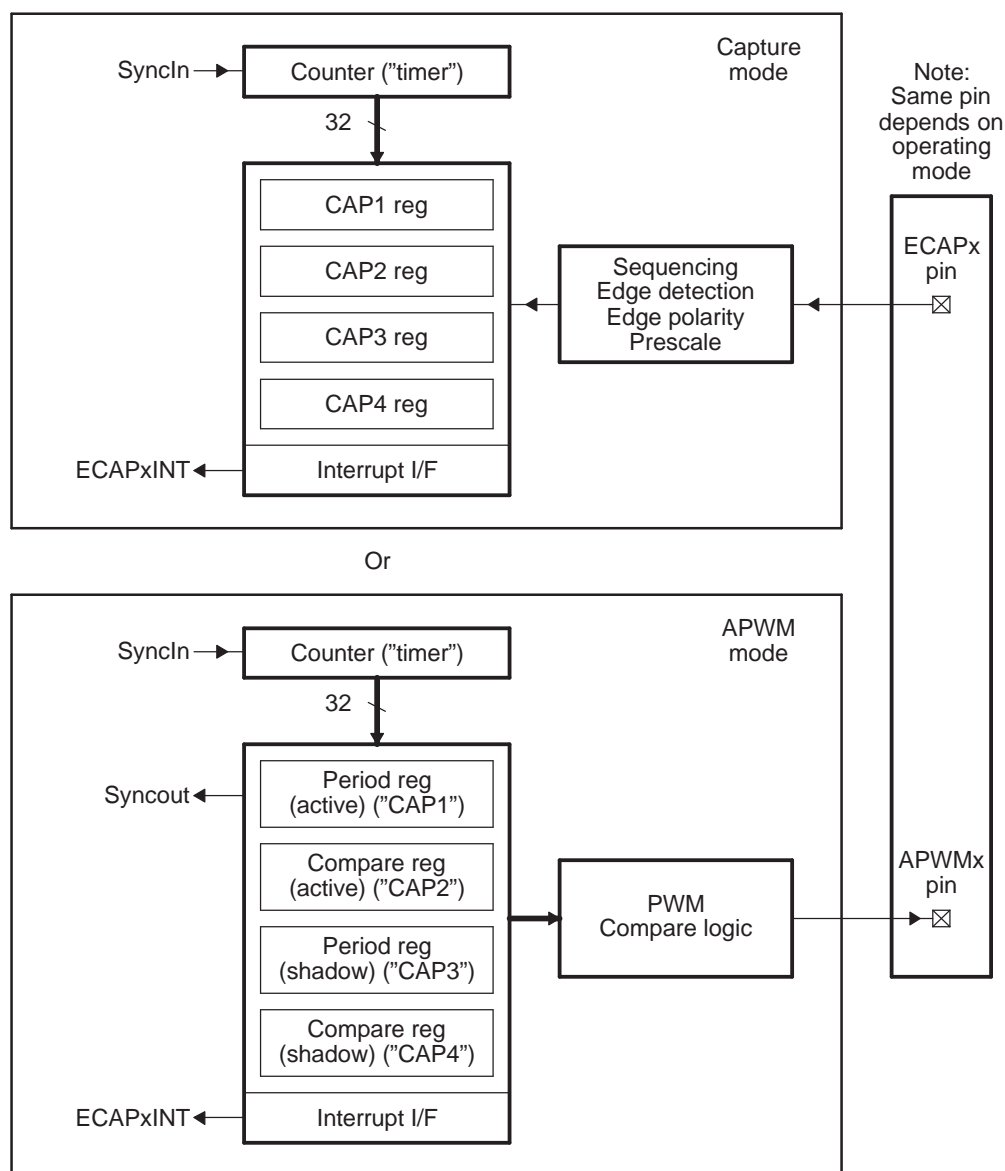 Capture
mode
SyncIn
Counter (”timer”)
32
CAP1 reg
CAP2 reg
CAP3 reg
CAP4 reg
Sequencing
Edge detection
Edge polarity
Prescale
ECAPxINT
Interrupt I/F
Note:
Same pin
depends on
operating
mode
ECAPx
pin
Or
APWM
mode
SyncIn
Counter (”timer”)
32
Syncout
Period reg
(active) (”CAP1”)
Compare reg
(active) (”CAP2”)
Period reg
(shadow) (”CAP3”)
Compare reg
(shadow) (”CAP4”)
PWM
Compare logic
APWMx
pin
ECAPxINT
Interrupt I/F